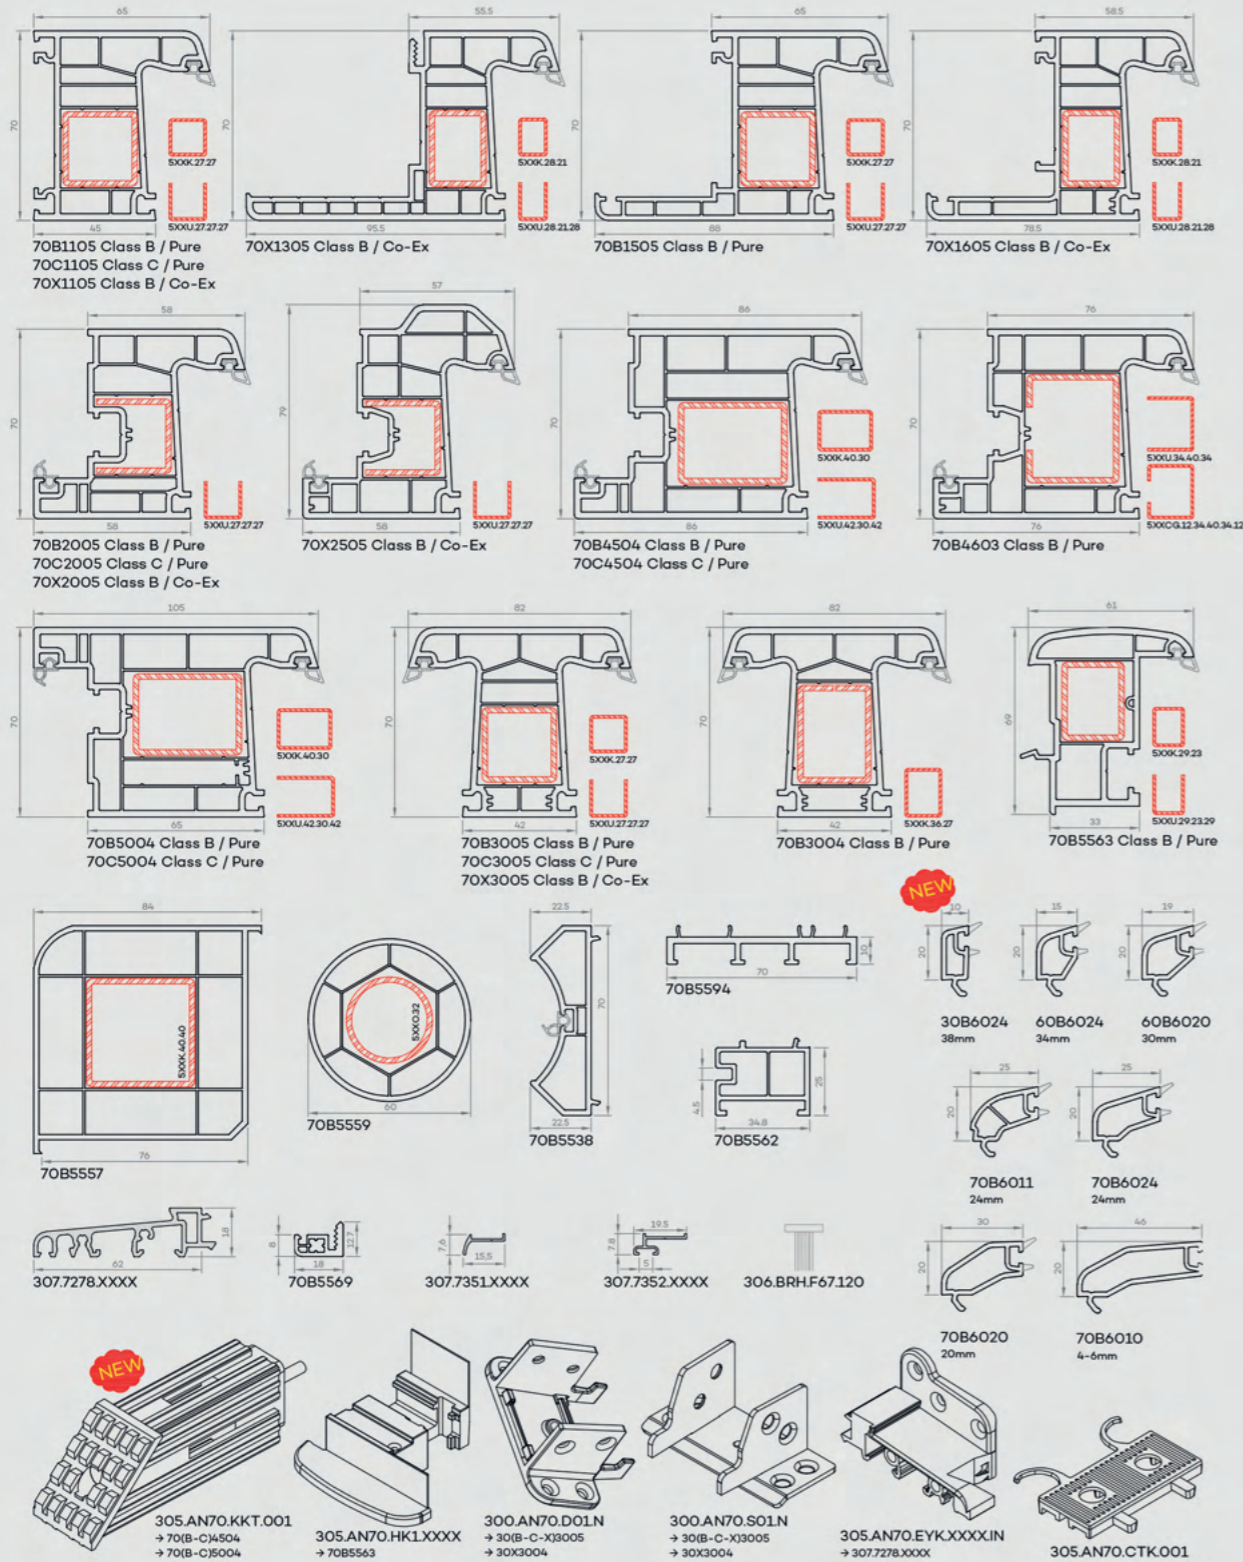 65
55.5
65
58.5
70
70
70
70
5XXK.27.27
5XXK.28.21
5XXK.27.27
5XXK.28.21
5XXU.27.27.27
5XXU.28.21.28
5XXU.27.27.27
5XXU.28.21.28
45
95.5
88
78.5
70B1105 Class B / Pure
70C1105 Class C / Pure
70X1105 Class B / Co-Ex
70X1305 Class B / Co-Ex
70B1505 Class B / Pure
70X1605 Class B / Co-Ex
58
57
86
76
70
79
70
70
5XXK.40.30
5XXU.34.40.34
5XXU.27.27.27
5XXU.27.27.27
5XXU.42.30.42
5XXCG.12.34.40.34.12
58
58
86
76
70B2005 Class B / Pure
70C2005 Class C / Pure
70X2005 Class B / Co-Ex
70X2505 Class B / Co-Ex
70B4504 Class B / Pure
70C4504 Class C / Pure
70B4603 Class B / Pure
105
82
82
61
70
70
70
69
5XXK.40.30
5XXK.27.27
5XXK.29.23
5XXU.42.30.42
5XXU.27.27.27
5XXK.36.27
5XXU.29.23.29
65
42
42
33
70B5004 Class B / Pure
70C5004 Class C / Pure
70B3005 Class B / Pure
70C3005 Class C / Pure
70X3005 Class B / Co-Ex
70B3004 Class B / Pure
70B5563 Class B / Pure
84
5XXK.40.40
76
70B5557
5XXO.32
60
70B5559
22.5
70
22.5
70B5538
10
70
70B5594
4.5
25
34.8
70B5562
NEW
10
20
30B6024
38mm
15
20
60B6024
34mm
19
20
60B6020
30mm
25
20
70B6011
24mm
25
20
70B6024
24mm
18
62
307.7278.XXXX
8
12.7
18
70B5569
7,6
15,5
307.7351.XXXX
19.5
7.8
5
307.7352.XXXX
306.BRH.F67.120
30
20
70B6020
20mm
46
20
70B6010
4-6mm
NEW
305.AN70.KKT.001
→ 70(B-C)4504
→ 70(B-C)5004
305.AN70.HK1.XXXX
→ 70B5563
300.AN70.D01.N
→ 30(B-C-X)3005
→ 30X3004
300.AN70.S01.N
→ 30(B-C-X)3005
→ 30X3004
305.AN70.EYK.XXXX.IN
→ 307.7278.XXXX
305.AN70.CTK.001